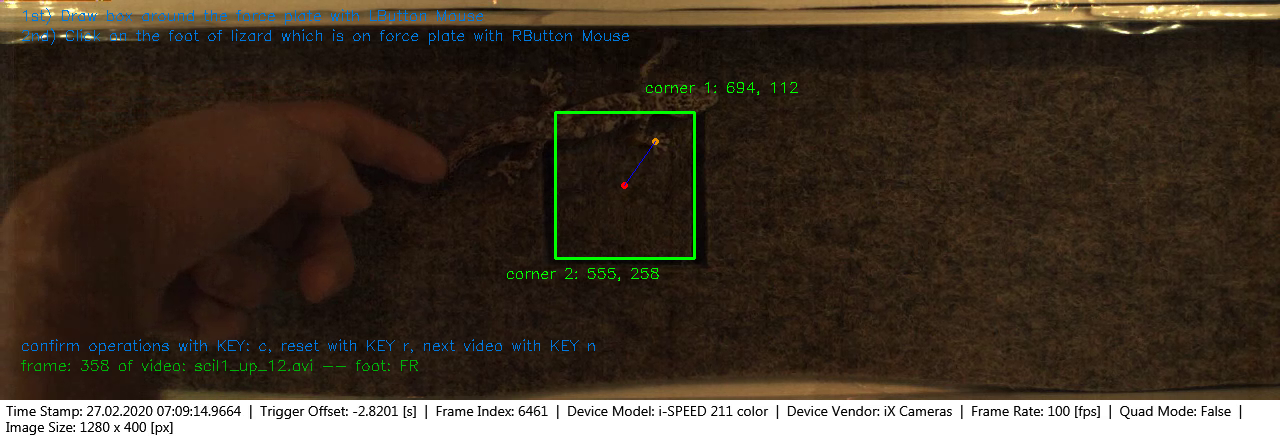 1st) Draw box around the force plate with LButton Mouse
2nd) Click on the foot of lizard which is on force plate with RButton Mouse
corner 1: 694, 112
corner 2: 555, 258
confirm operations with KEY: c, reset with KEY r, next video with KEY n
frame: 358 of video: scil1_up_12.avi -- foot: FR
Time Stamp: 27.02.2020 07:09:14.9664 | Trigger Offset: -2.8201 [s] | Frame Index: 6461 | Device Model: i-SPEED 211 color | Device Vendor: iX Cameras | Frame Rate: 100 [fps] | Quad Mode: False |
Image Size: 1280 x 400 [px]